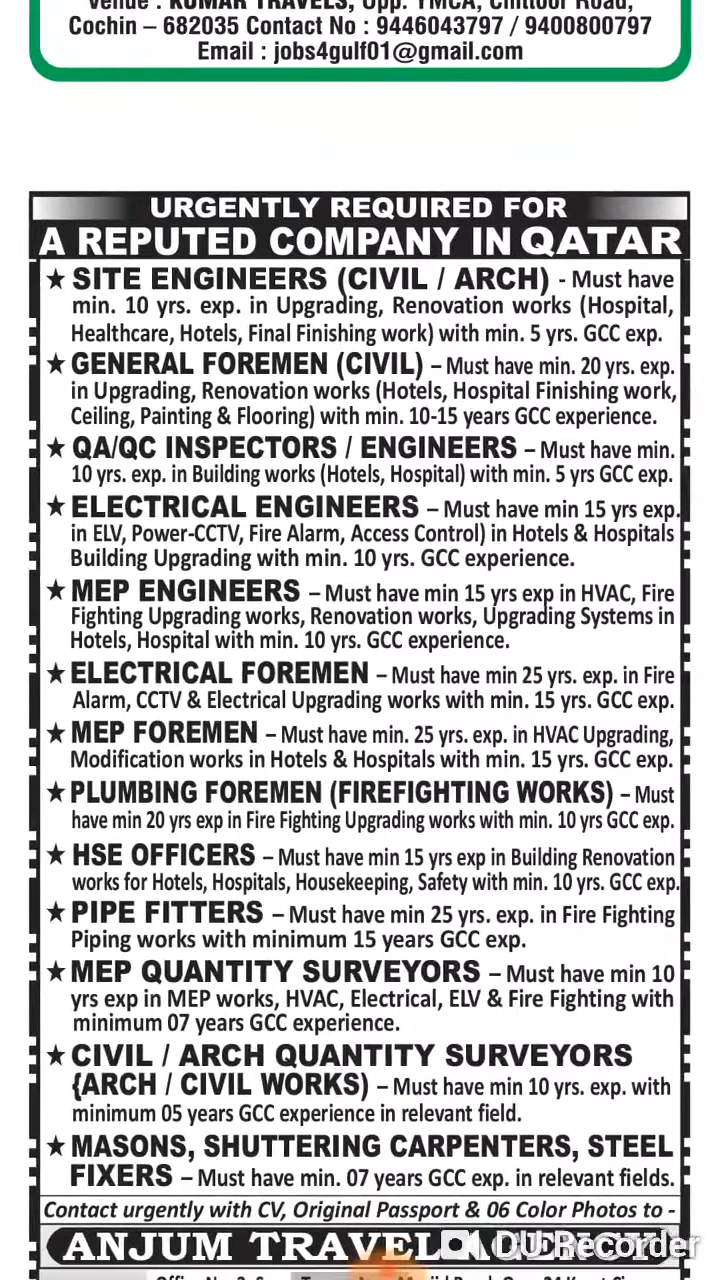 Venue : KUMAR TRAVELS, Opp. YMCA, Chittoor Road,
Cochin – 682035 Contact No : 9446043797 / 9400800797
Email : jobs4gulf01@gmail.com
URGENTLY REQUIRED FOR
A REPUTED COMPANY IN QATAR
★ SITE ENGINEERS (CIVIL / ARCH) - Must have
min. 10 yrs. exp. in Upgrading, Renovation works (Hospital,
Healthcare, Hotels, Final Finishing work) with min. 5 yrs. GCC exp.
★ GENERAL FOREMEN (CIVIL) – Must have min. 20 yrs. exp.
in Upgrading, Renovation works (Hotels, Hospital Finishing work,
Ceiling, Painting & Flooring) with min. 10-15 years GCC experience.
★ QA/QC INSPECTORS / ENGINEERS – Must have min.
10 yrs. exp. in Building works (Hotels, Hospital) with min. 5 yrs GCC exp.
★ ELECTRICAL ENGINEERS – Must have min 15 yrs exp.
in ELV, Power-CCTV, Fire Alarm, Access Control) in Hotels & Hospitals
Building Upgrading with min. 10 yrs. GCC experience.
★ MEP ENGINEERS – Must have min 15 yrs exp in HVAC, Fire
Fighting Upgrading works, Renovation works, Upgrading Systems in
Hotels, Hospital with min. 10 yrs. GCC experience.
★ ELECTRICAL FOREMEN – Must have min 25 yrs. exp. in Fire
Alarm, CCTV & Electrical Upgrading works with min. 15 yrs. GCC exp.
★ MEP FOREMEN – Must have min. 25 yrs. exp. in HVAC Upgrading,
Modification works in Hotels & Hospitals with min. 15 yrs. GCC exp.
★ PLUMBING FOREMEN (FIREFIGHTING WORKS) – Must
have min 20 yrs exp in Fire Fighting Upgrading works with min. 10 yrs GCC exp.
★ HSE OFFICERS – Must have min 15 yrs exp in Building Renovation
works for Hotels, Hospitals, Housekeeping, Safety with min. 10 yrs. GCC exp.
★ PIPE FITTERS – Must have min 25 yrs. exp. in Fire Fighting
Piping works with minimum 15 years GCC exp.
★ MEP QUANTITY SURVEYORS – Must have min 10
yrs exp in MEP works, HVAC, Electrical, ELV & Fire Fighting with
minimum 07 years GCC experience.
★ CIVIL / ARCH QUANTITY SURVEYORS
{ARCH / CIVIL WORKS) – Must have min 10 yrs. exp. with
minimum 05 years GCC experience in relevant field.
★ MASONS, SHUTTERING CARPENTERS, STEEL
FIXERS – Must have min. 07 years GCC exp. in relevant fields.
Contact urgently with CV, Original Passport & 06 Color Photos to -
ANJUM TRAVEL
DU Recorder